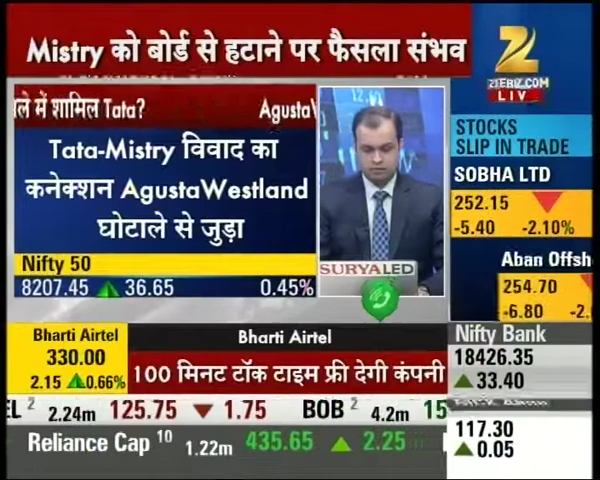 Mistry को बोर्ड से हटाने पर फैसला संभव
ZEEBIZ.COM
LIVE
ले में शामिल Tata?
AgustaW
Tata-Mistry विवाद का
कनेक्शन AgustaWestland
घोटाले से जुड़ा
STOCKS
SLIP IN TRADE
SOBHA LTD
252.15
-5.40 -2.10%
Aban Offsh
254.70
-6.80 -2.
SURYA LED
Nifty 50
8207.45 36.65 0.45%
Bharti Airtel
330.00
2.15 0.66%
Bharti Airtel
100 मिनट टॉक टाइम फ्री देगी कंपनी
Nifty Bank
18426.35
33.40
EL 2 2.24m 125.75 1.75 BOB 2 4.2m 15
Reliance Cap 10 1.22m 435.65 2.25
117.30
0.05